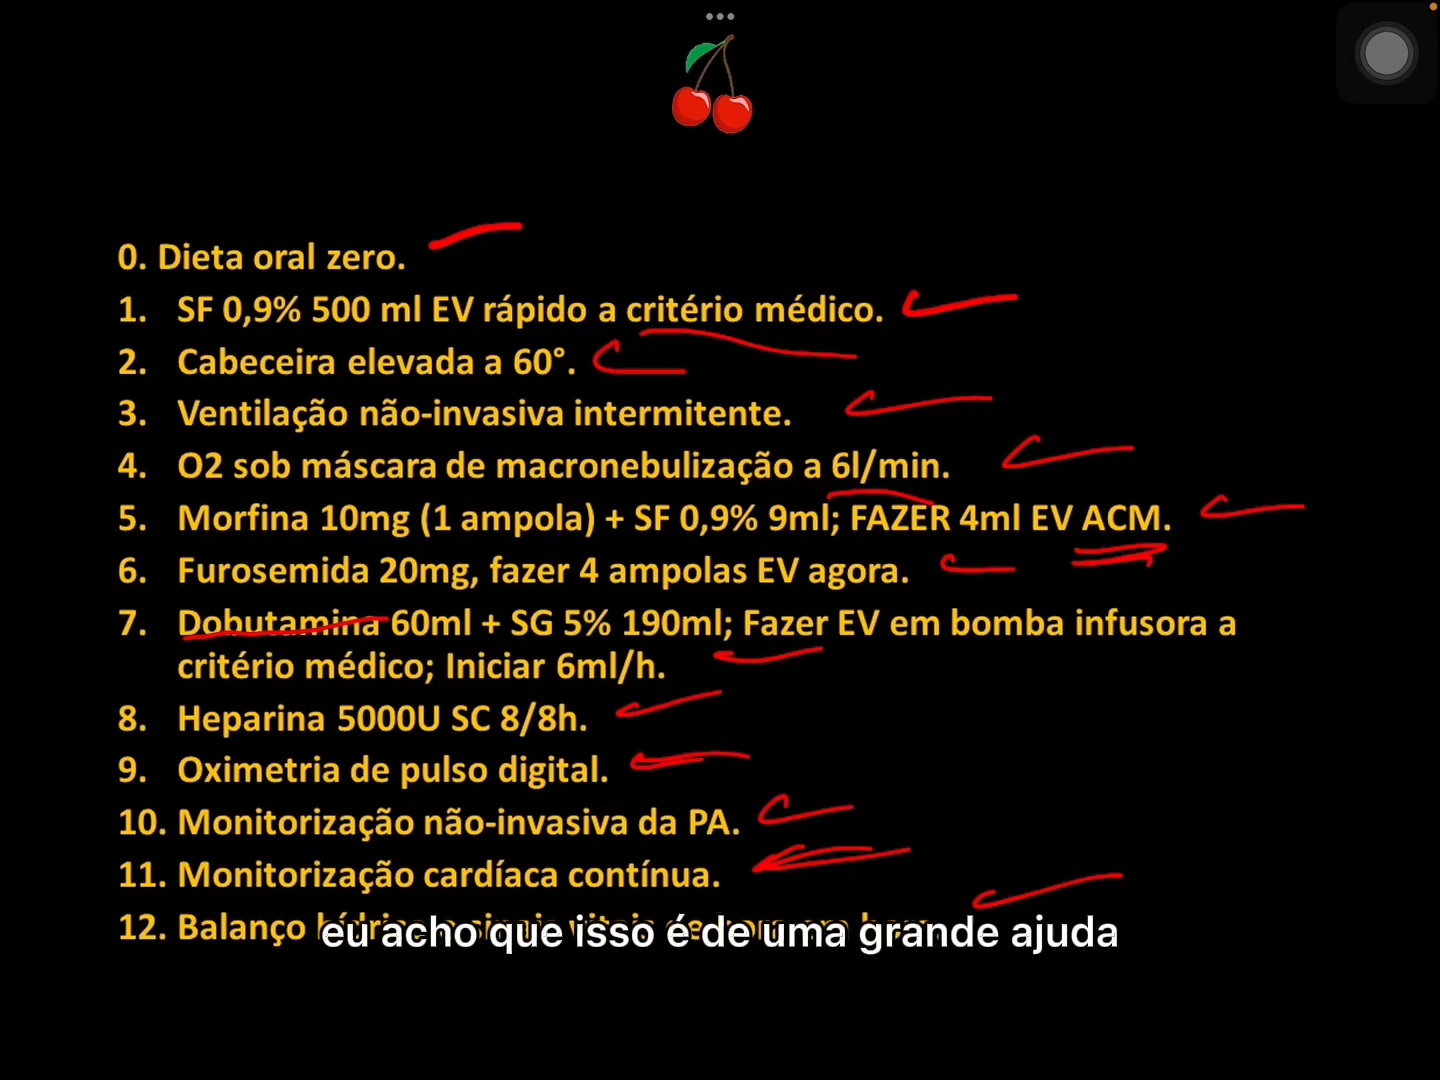 0. Dieta oral zero.
1. SF 0,9% 500 ml EV rápido a critério médico.
2. Cabeceira elevada a 60°.
3. Ventilação não-invasiva intermitente.
4. O2 sob máscara de macronebulização a 6l/min.
5. Morfina 10mg (1 ampola) + SF 0,9% 9ml; FAZER 4ml EV ACM.
6. Furosemida 20mg, fazer 4 ampolas EV agora.
7. Dobutamina 60ml + SG 5% 190ml; Fazer EV em bomba infusora a
critério médico; Iniciar 6ml/h.
8. Heparina 5000U SC 8/8h.
9. Oximetria de pulso digital.
10. Monitorização não-invasiva da PA.
11. Monitorização cardíaca contínua.
12. Balanço
eu acho que isso é de uma grande ajuda